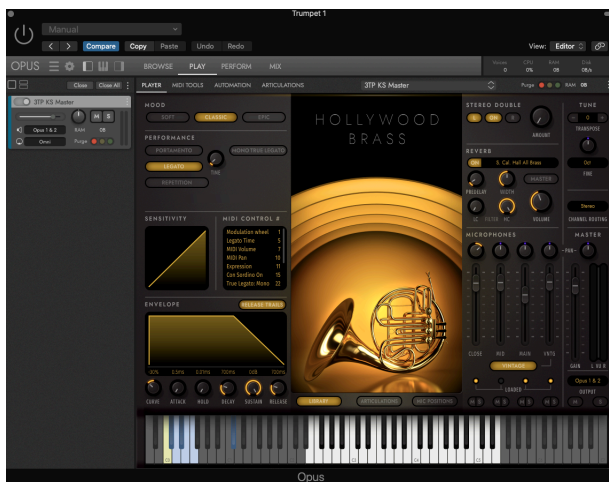 Trumpet 1
Manual
Compare Copy Paste Undo Redo View: Editor
OPUS BROWSE PLAY PERFORM MIX Voices 0 CPU 0% RAM 0B Disk 0B/s
Close Close All PLAYER MIDI TOOLS AUTOMATION ARTICULATIONS 3TP KS Master Purge RAM 0B
3TP KS Master
M S
Opus 1 & 2 RAM 0B
Omni Purge
MOOD
SOFT CLASSIC EPIC
PERFORMANCE
PORTAMENTO MONO TRUE LEGATO
LEGATO
REPETITION
TIME
SENSITIVITY
MIDI CONTROL #
Modulation wheel 1
Legato Time 5
MIDI Volume 7
MIDI Pan 10
Expression 11
Con Sordino On 15
True Legato: Mono 22
ENVELOPE RELEASE TRAILS
CURVE ATTACK HOLD DECAY SUSTAIN RELEASE
HOLLYWOOD
BRASS
LIBRARY ARTICULATIONS MIC POSITIONS
STEREO DOUBLE
ON
AMOUNT
REVERB
ON S. Cal. Hall All Brass
MASTER
PREDELAY WIDTH
LC FILTER HC VOLUME
MICROPHONES
CLOSE MID MAIN VNTG
VINTAGE
LOADED
M S M S M S M S
TUNE
0
TRANSPOSE
Oct
FINE
Stereo
CHANNEL ROUTING
MASTER
PAN
GAIN
Opus 1 & 2
OUTPUT
M S
Opus